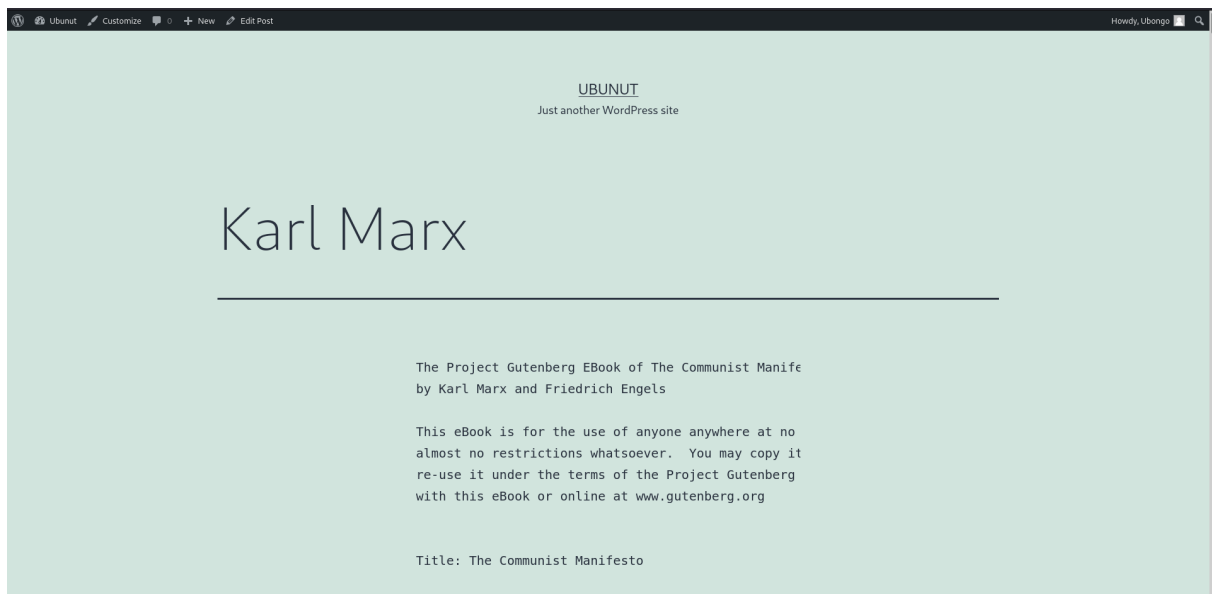 Ubunut Customize 0 New Edit Post Howdy, Ubongo
UBUNUT
Just another WordPress site
Karl Marx
The Project Gutenberg EBook of The Communist Manife
by Karl Marx and Friedrich Engels
This eBook is for the use of anyone anywhere at no
almost no restrictions whatsoever. You may copy it
re-use it under the terms of the Project Gutenberg
with this eBook or online at www.gutenberg.org
Title: The Communist Manifesto